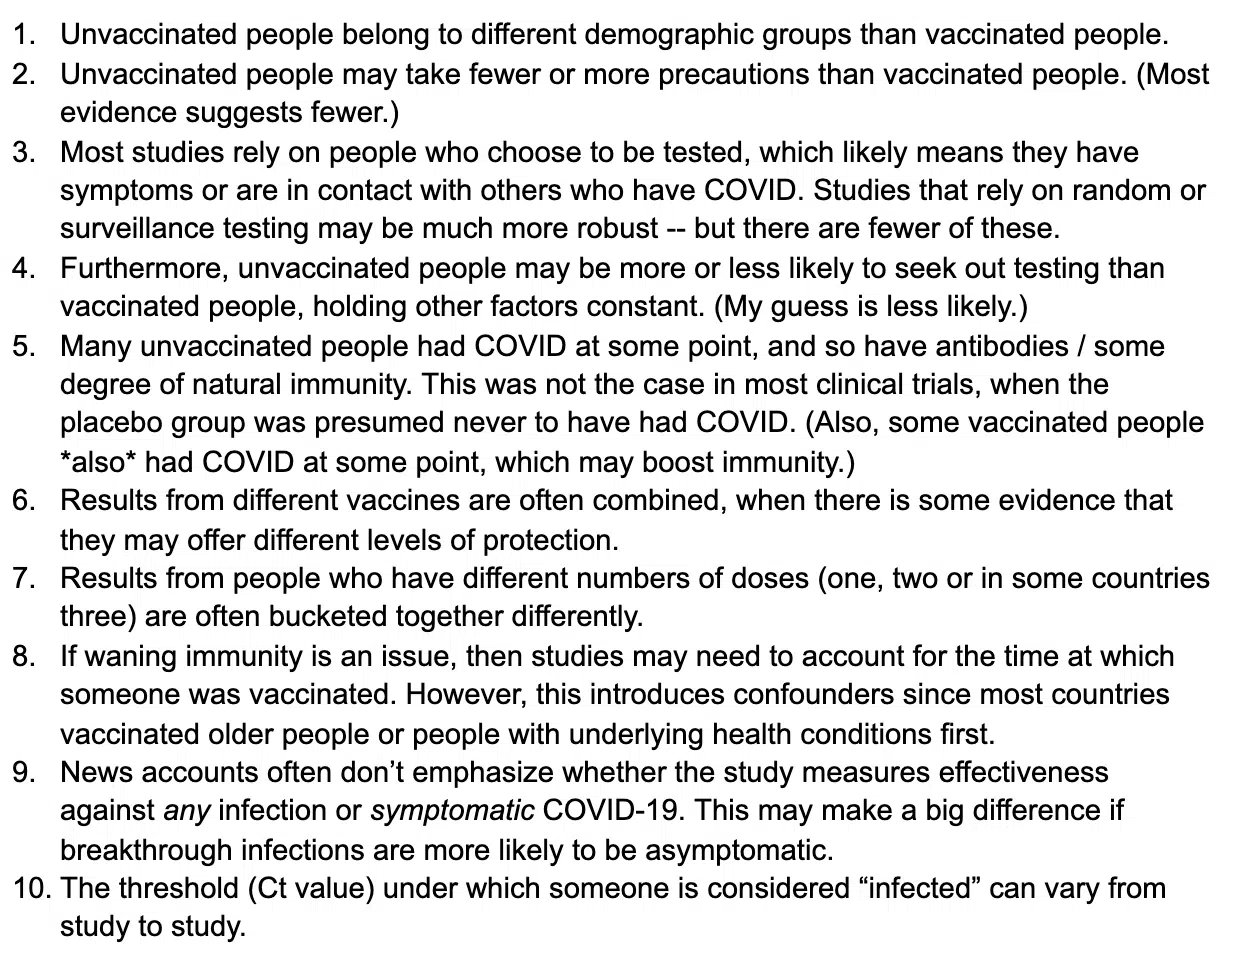 1. Unvaccinated people belong to different demographic groups than vaccinated people.
2. Unvaccinated people may take fewer or more precautions than vaccinated people. (Most
evidence suggests fewer.)
3. Most studies rely on people who choose to be tested, which likely means they have
symptoms or are in contact with others who have COVID. Studies that rely on random or
surveillance testing may be much more robust -- but there are fewer of these.
4. Furthermore, unvaccinated people may be more or less likely to seek out testing than
vaccinated people, holding other factors constant. (My guess is less likely.)
5. Many unvaccinated people had COVID at some point, and so have antibodies / some
degree of natural immunity. This was not the case in most clinical trials, when the
placebo group was presumed never to have had COVID. (Also, some vaccinated people
*also* had COVID at some point, which may boost immunity.)
6. Results from different vaccines are often combined, when there is some evidence that
they may offer different levels of protection.
7. Results from people who have different numbers of doses (one, two or in some countries
three) are often bucketed together differently.
8. If waning immunity is an issue, then studies may need to account for the time at which
someone was vaccinated. However, this introduces confounders since most countries
vaccinated older people or people with underlying health conditions first.
9. News accounts often don’t emphasize whether the study measures effectiveness
against any infection or symptomatic COVID-19. This may make a big difference if
breakthrough infections are more likely to be asymptomatic.
10. The threshold (Ct value) under which someone is considered “infected” can vary from
study to study.